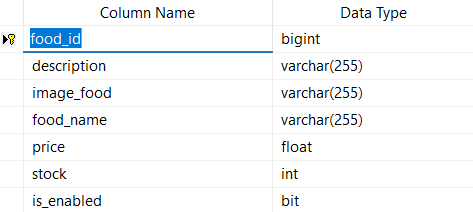 Column Name Data Type
food_id bigint
description varchar(255)
image_food varchar(255)
food_name varchar(255)
price float
stock int
is_enabled bit